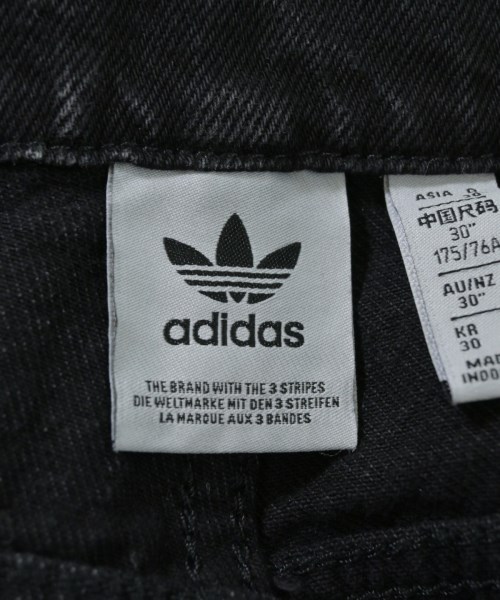 adidas
THE BRAND WITH THE 3 STRIPES
DIE WELTMARKE MIT DEN 3 STREIFEN
LA MARQUE AUX 3 BANDES
ASIA
中国尺码
30"
175/76A
AU/NZ
30"
KR
30